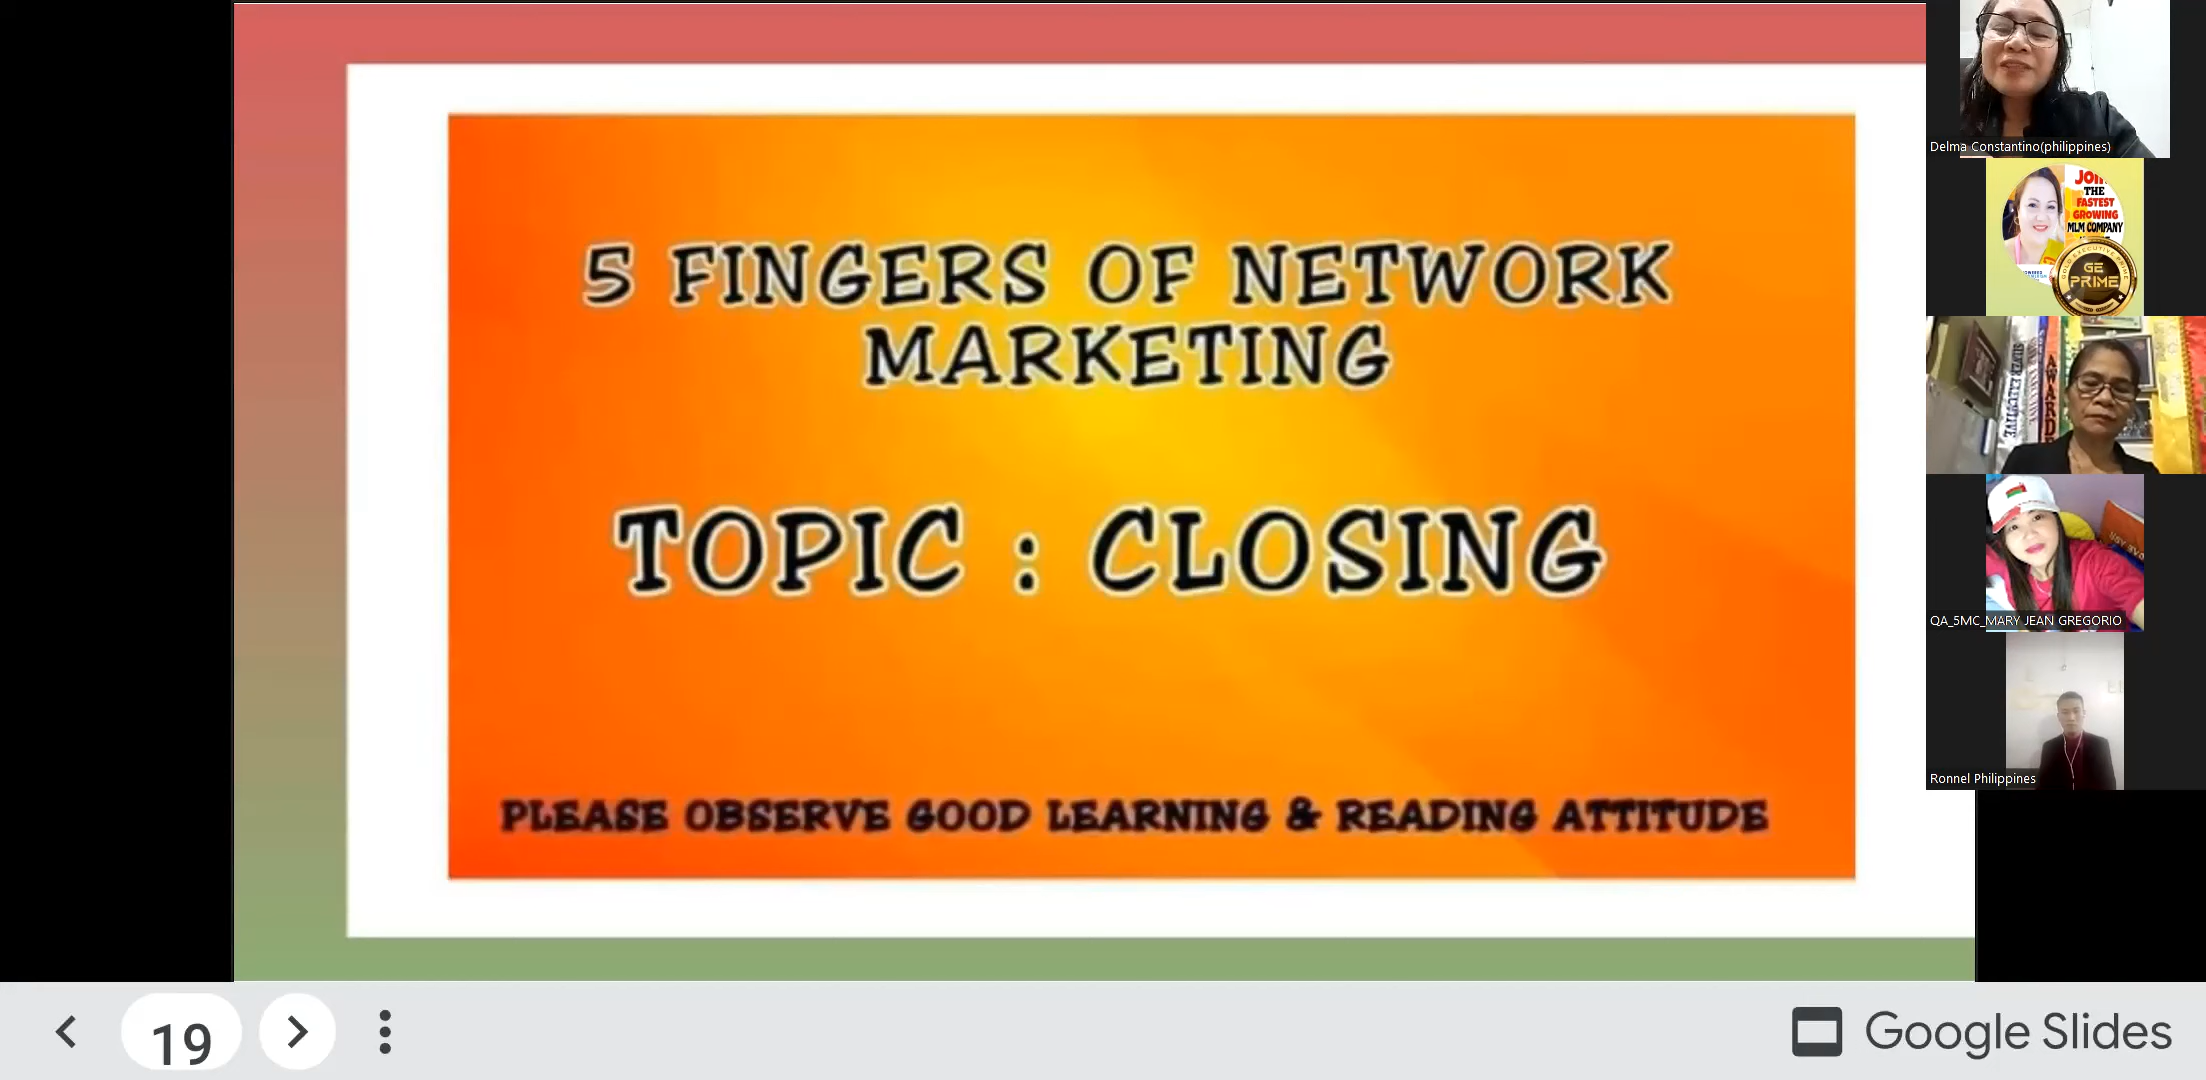 5 FINGERS OF NETWORK
MARKETING
TOPIC : CLOSING
PLEASE OBSERVE GOOD LEARNING & READING ATTITUDE
Delma Constantino(philippines)
THE
FASTEST
GROWING
MLM COMPANY
GE
PRIME
QA_5MC_MARY JEAN GREGORIO
Ronnel Philippines
19
Google Slides